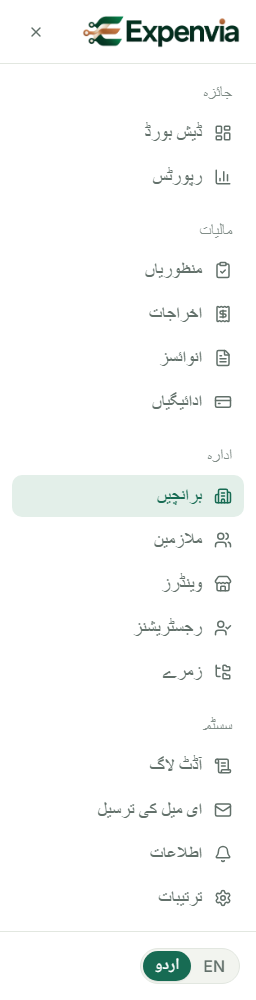 Expenvia
جائزہ
ڈیش بورڈ
رپورٹس
مالیات
منظوریاں
اخراجات
انوائسز
ادائیگیاں
ادارہ
برانچیں
ملازمین
وینڈرز
رجسٹریشنز
زمرے
سسٹم
آڈٹ لاگ
ای میل کی ترسیل
اطلاعات
ترتیبات
اردو EN